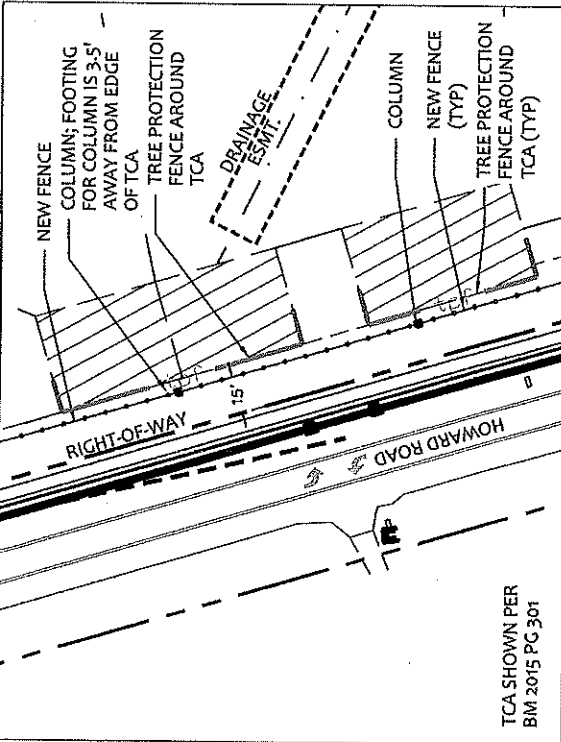 NEW FENCE
COLUMN; FOOTING
FOR COLUMN IS 3.5'
AWAY FROM EDGE
OF TCA
TREE PROTECTION
FENCE AROUND
TCA
DRAINAGE
ESMT.
COLUMN
NEW FENCE
(TYP)
TREE PROTECTION
FENCE AROUND
TCA (TYP)
RIGHT-OF-WAY
15'
HOWARD ROAD
TCA SHOWN PER
BM 2015 PG 301